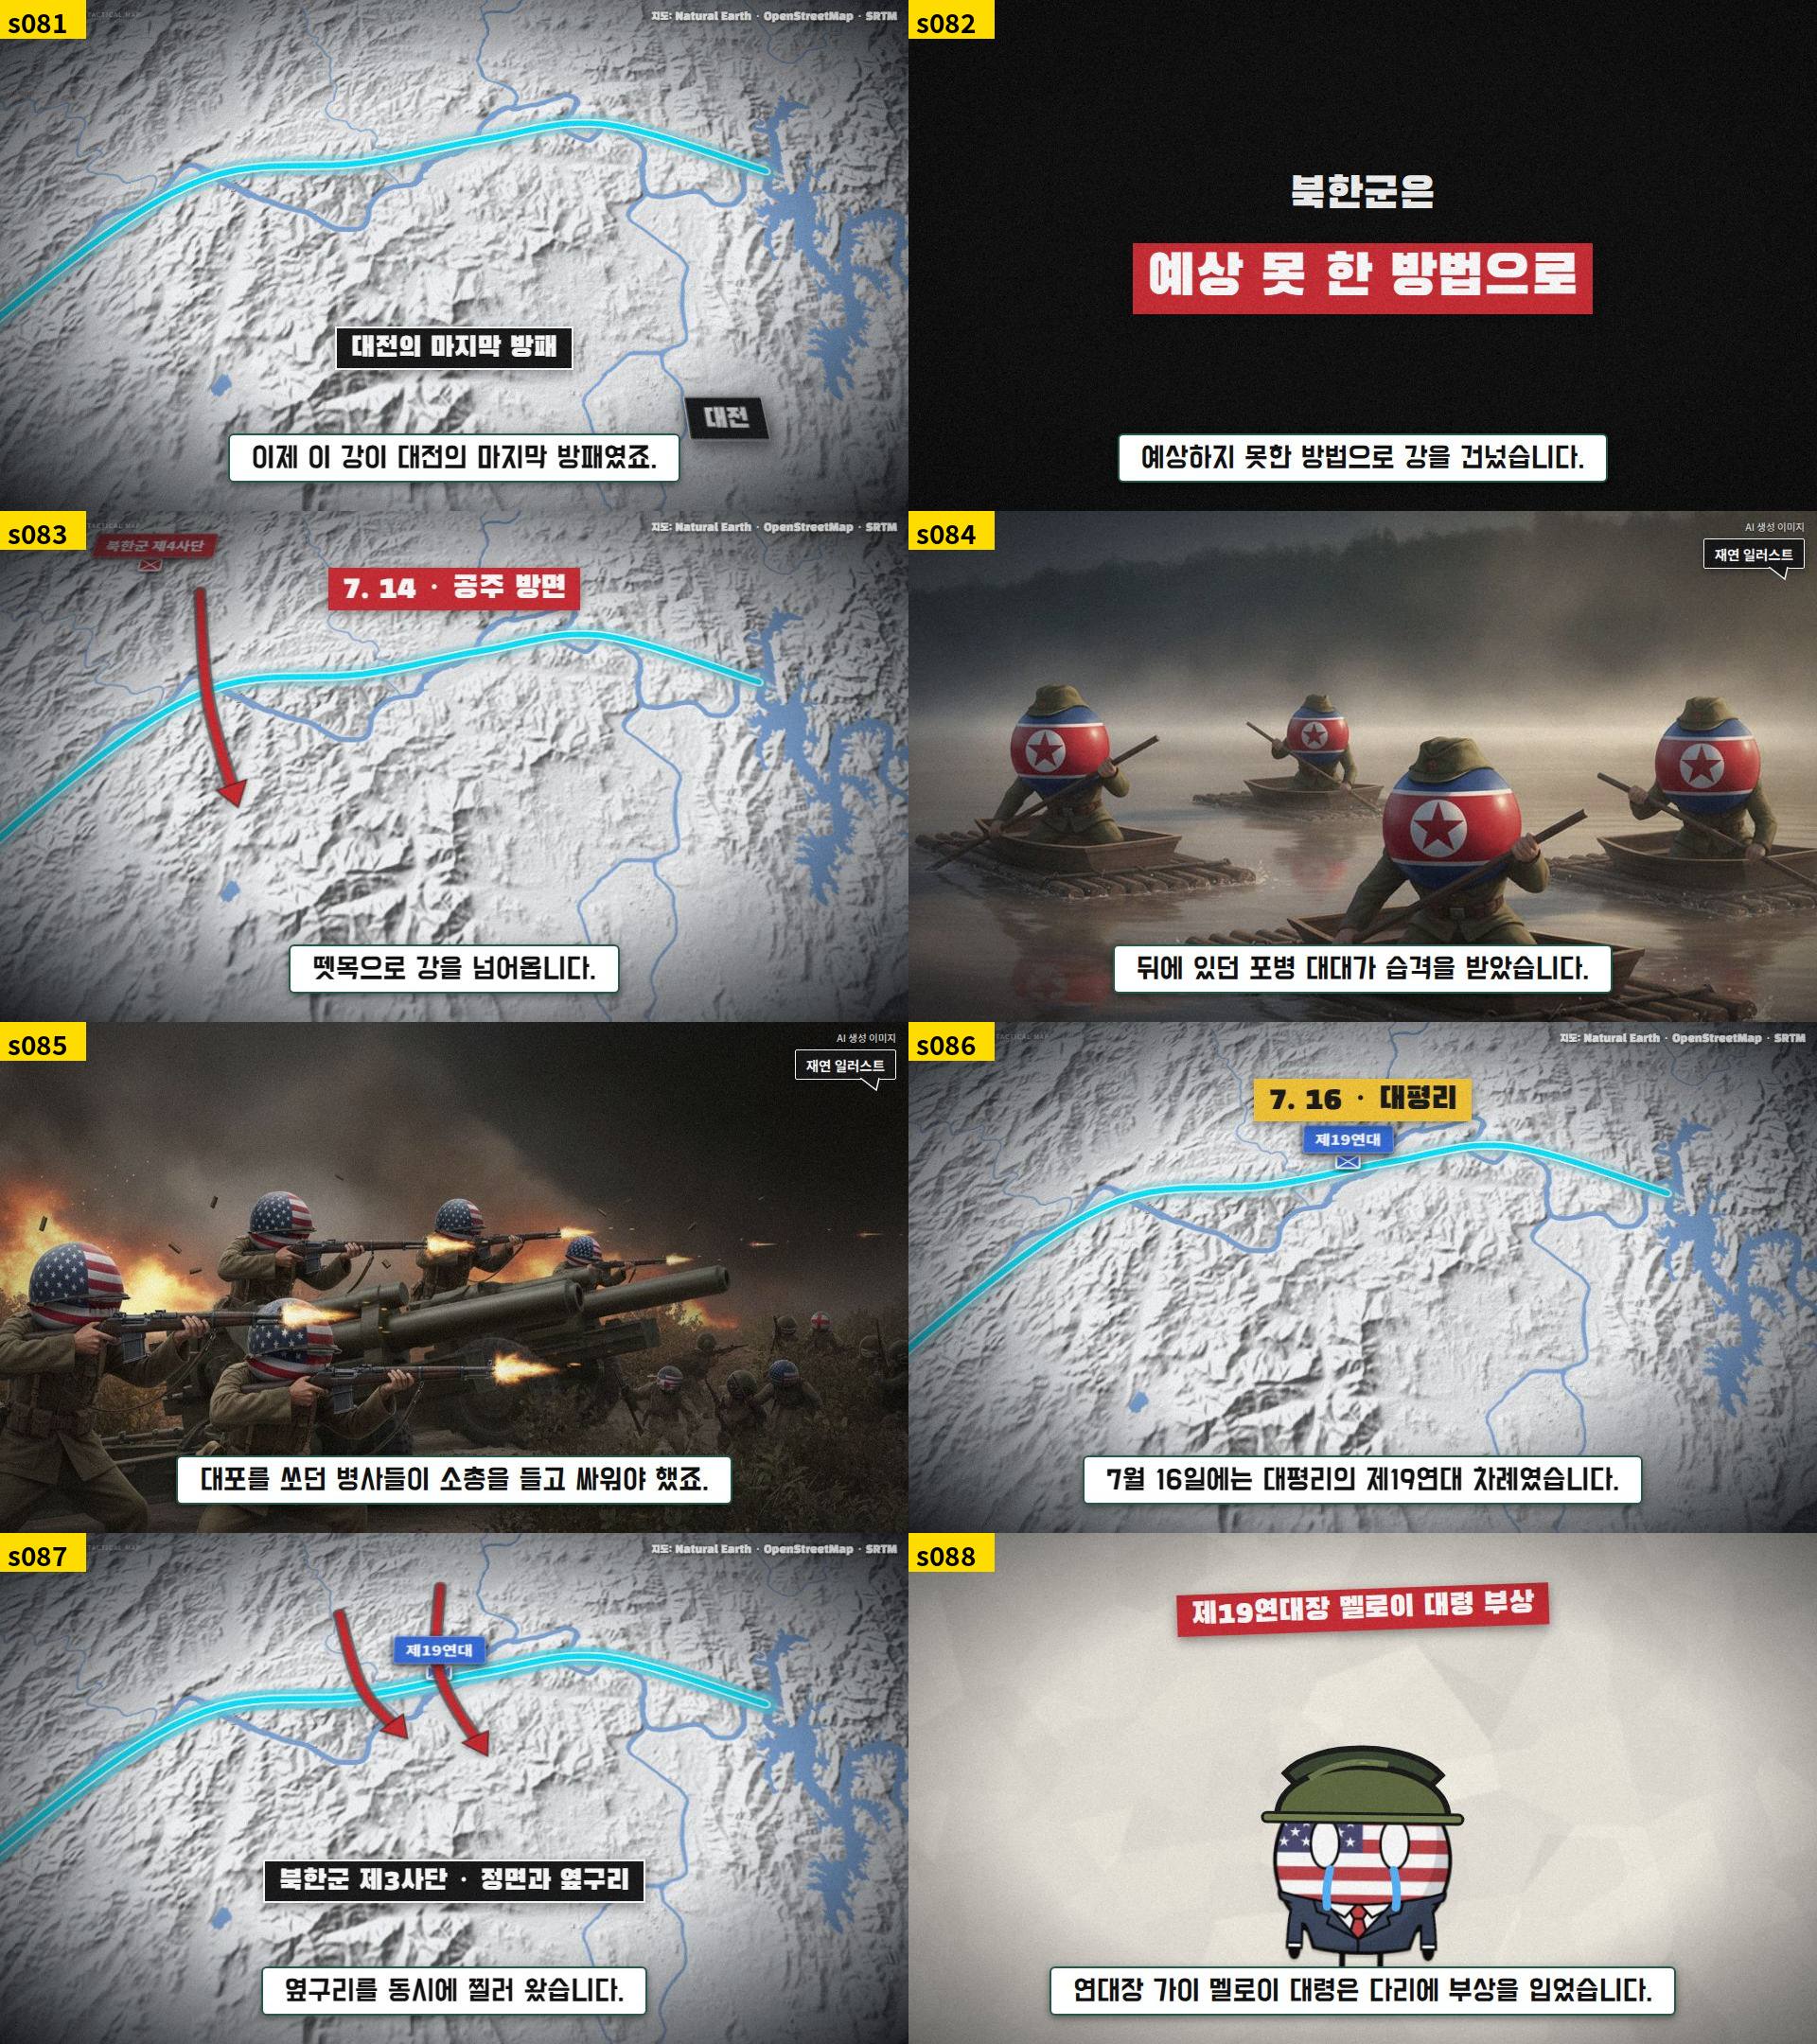 s081
TACTICAL MAP
지도: Natural Earth · OpenStreetMap · SRTM
대전의 마지막 방패
대전
이제 이 강이 대전의 마지막 방패였죠.
s082
북한군은
예상 못 한 방법으로
예상하지 못한 방법으로 강을 건넜습니다.
s083
TACTICAL MAP
지도: Natural Earth · OpenStreetMap · SRTM
북한군 제4사단
7. 14 · 공주 방면
뗏목으로 강을 넘어옵니다.
s084
AI 생성 이미지
재연 일러스트
뒤에 있던 포병 대대가 습격을 받았습니다.
s085
AI 생성 이미지
재연 일러스트
대포를 쏘던 병사들이 소총을 들고 싸워야 했죠.
s086
TACTICAL MAP
지도: Natural Earth · OpenStreetMap · SRTM
7. 16 · 대평리
제19연대
7월 16일에는 대평리의 제19연대 차례였습니다.
s087
TACTICAL MAP
지도: Natural Earth · OpenStreetMap · SRTM
제19연대
북한군 제3사단 · 정면과 옆구리
옆구리를 동시에 찔러 왔습니다.
s088
제19연대장 멜로이 대령 부상
연대장 가이 멜로이 대령은 다리에 부상을 입었습니다.